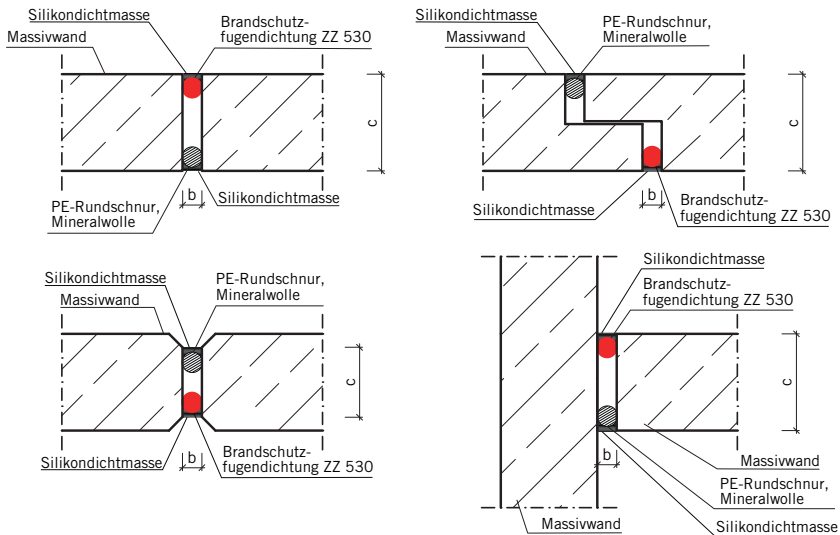 Silikondichtmasse
Massivwand
Brandschutz-
fugendichtung ZZ 530
c
PE-Rundschnur,
Mineralwolle
b
Silikondichtmasse
Silikondichtmasse
Massivwand
PE-Rundschnur,
Mineralwolle
c
Silikondichtmasse
b
Brandschutz-
fugendichtung ZZ 530
Silikondichtmasse
Massivwand
PE-Rundschnur,
Mineralwolle
c
Silikondichtmasse
b
Brandschutz-
fugendichtung ZZ 530
Silikondichtmasse
Brandschutz-
fugendichtung ZZ 530
c
b
Massivwand
PE-Rundschnur,
Mineralwolle
Massivwand
Silikondichtmasse